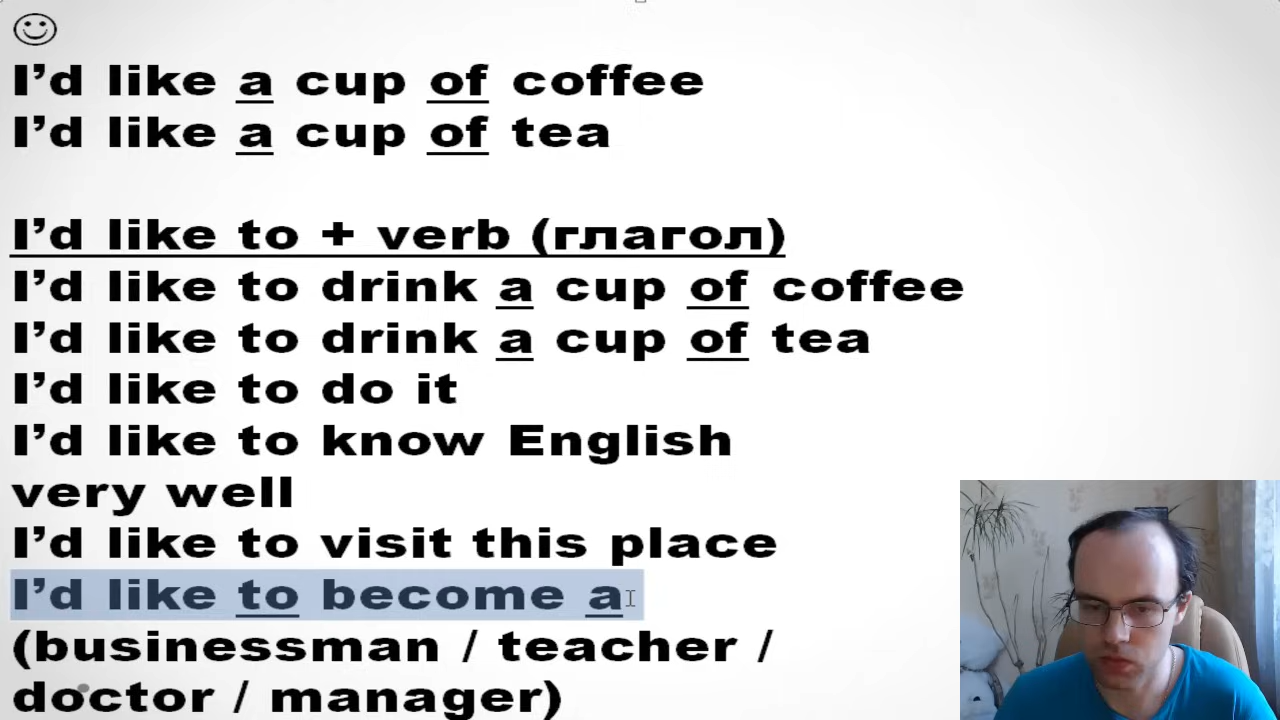 I’d like a cup of coffee
I’d like a cup of tea
I’d like to + verb (глагол)
I’d like to drink a cup of coffee
I’d like to drink a cup of tea
I’d like to do it
I’d like to know English
very well
I’d like to visit this place
I’d like to become a
(businessman / teacher /
doctor / manager)